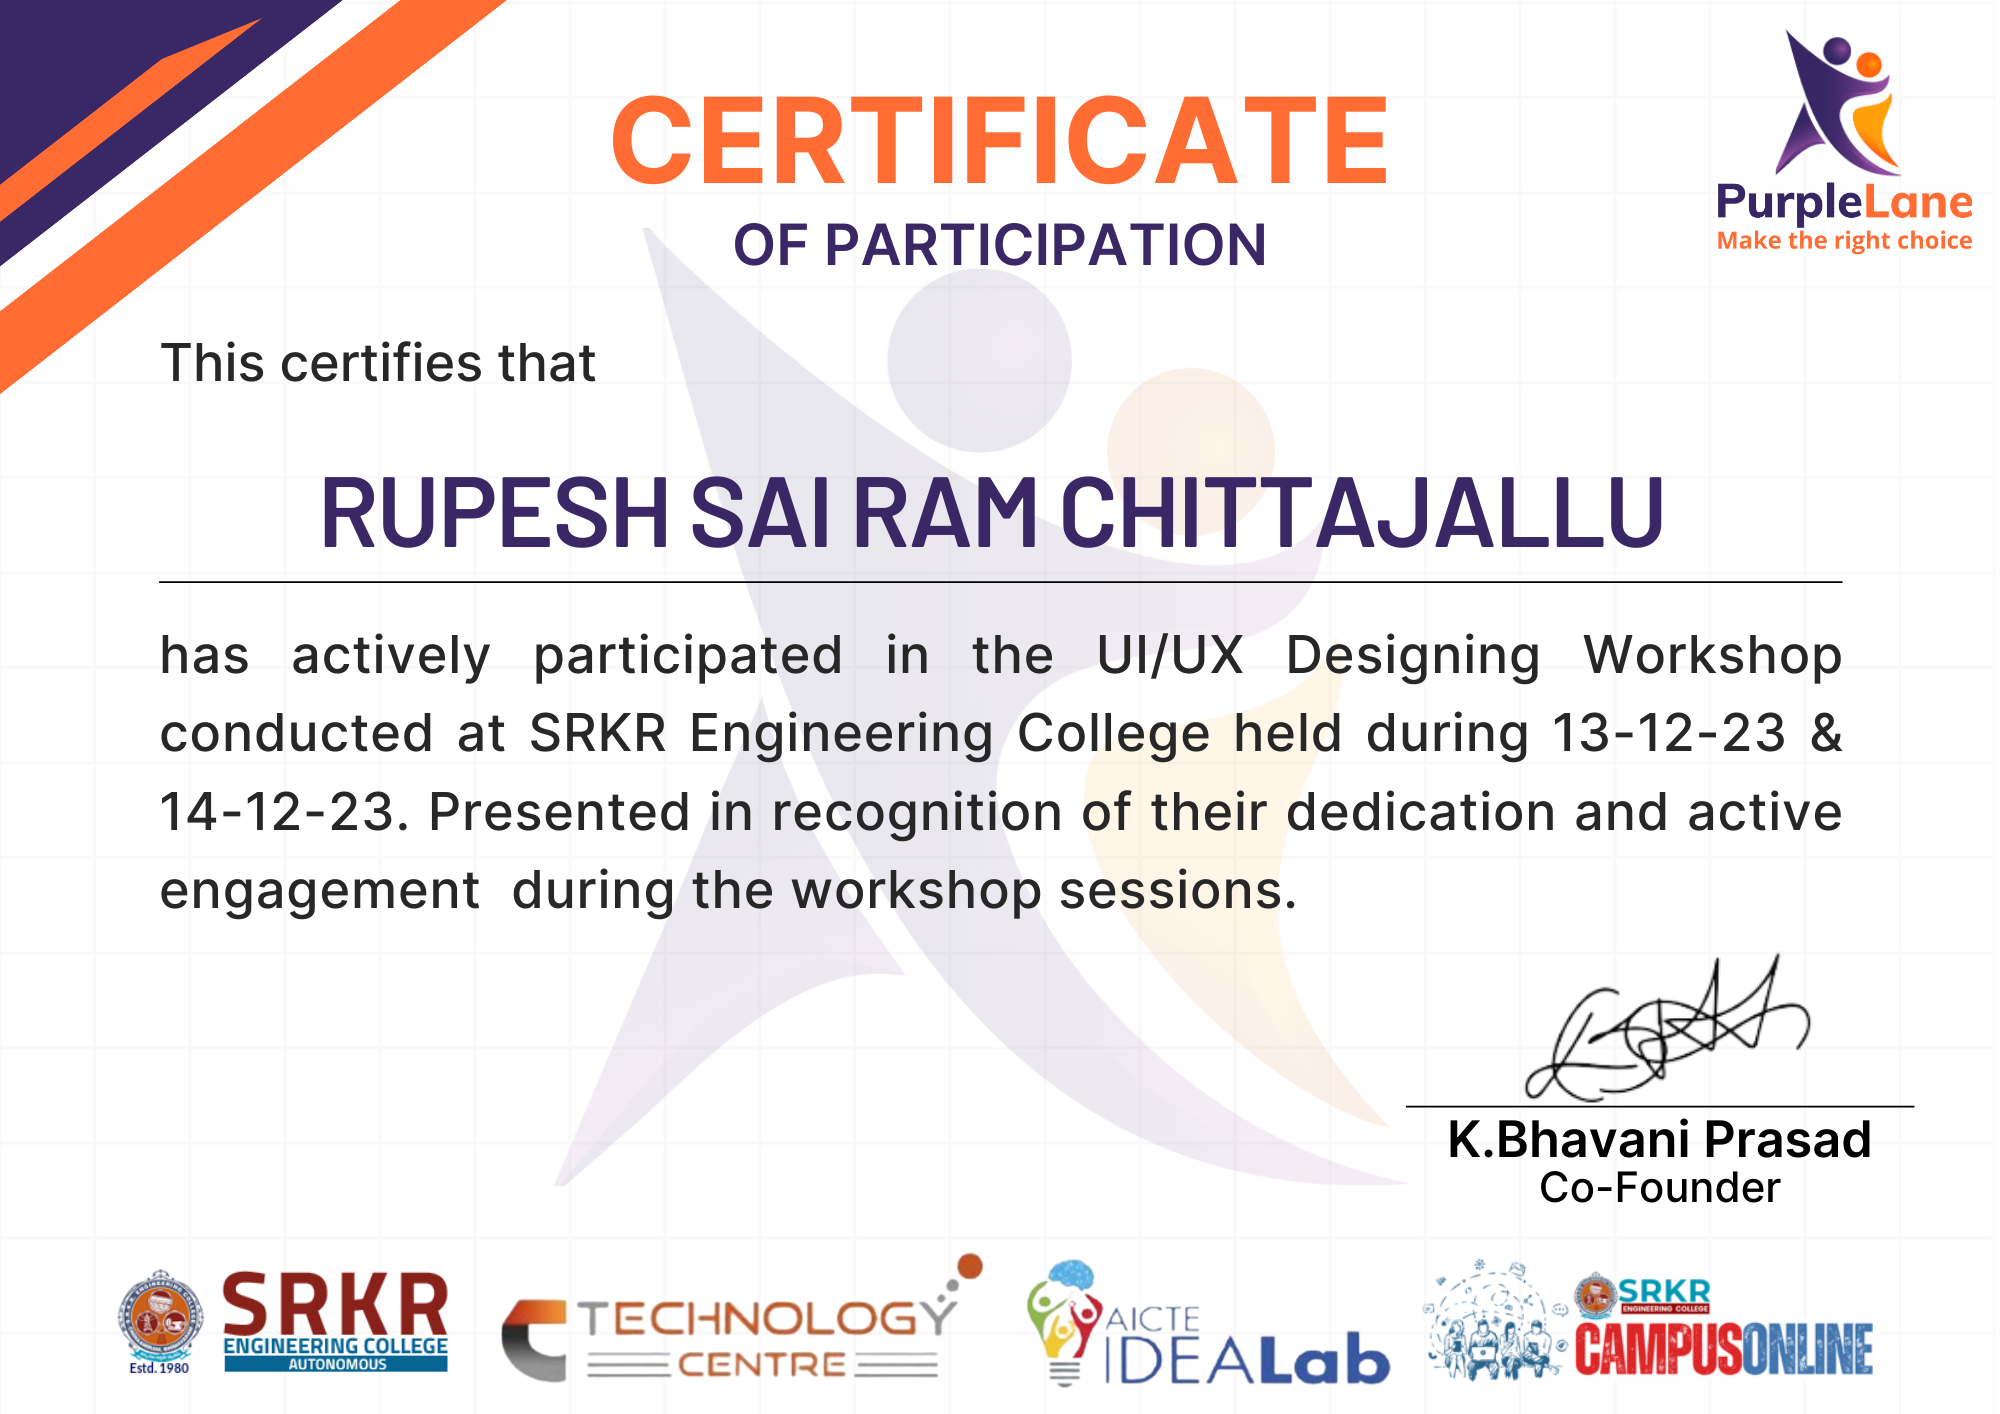 CERTIFICATE
OF PARTICIPATION
PurpleLane
Make the right choice
This certifies that
RUPESH SAI RAM CHITTAJALLU
has actively participated in the UI/UX Designing Workshop
conducted at SRKR Engineering College held during 13-12-23 &
14-12-23. Presented in recognition of their dedication and active
engagement during the workshop sessions.
K.Bhavani Prasad
Co-Founder
Estd. 1980
SRKR
ENGINEERING COLLEGE
AUTONOMOUS
TECHNOLOGY
CENTRE
AICTE
IDEALab
SRKR
ENGINEERING COLLEGE
CAMPUSONLINE